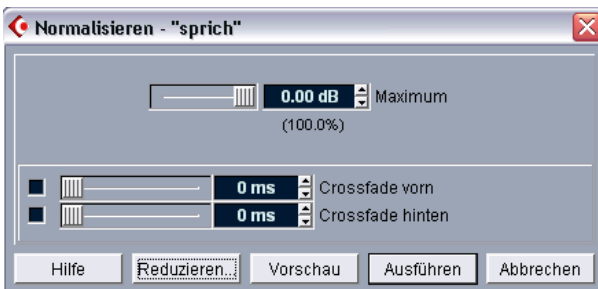 Normalisieren - "sprich"
0.00 dB Maximum
(100.0%)
0 ms Crossfade vorn
0 ms Crossfade hinten
Hilfe Reduzieren... Vorschau Ausführen Abbrechen